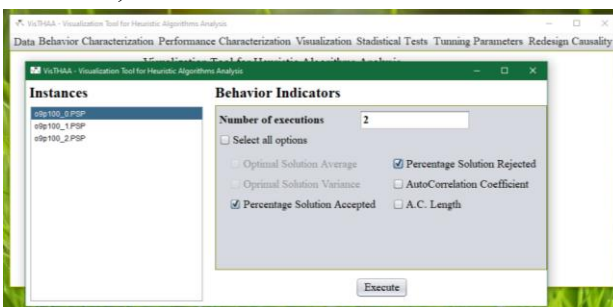 VisTHAA - Visualization Tool for Heuristic Algorithms Analysis
Data Behavior Characterization Performance Characterization Visualization Stadistical Tests Tunning Parameters Redesign Causality
VisTHAA - Visualization Tool for Heuristic Algorithms Analysis
Instances
o9p100_0.PSP
o9p100_1.PSP
o9p100_2.PSP
Behavior Indicators
Number of executions 2
Select all options
Optimal Solution Average
Percentage Solution Rejected
Oprimal Solution Variance
AutoCorrelation Coefficient
Percentage Solution Accepted
A.C. Length
Execute